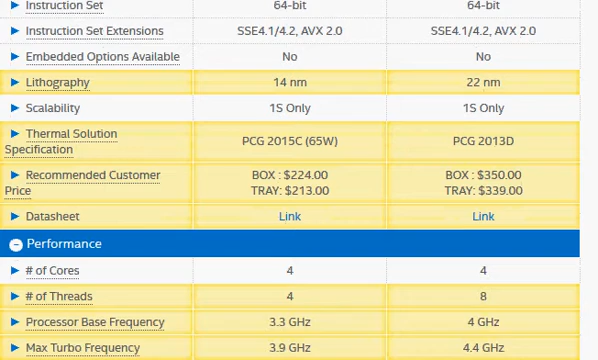 Instruction Set 64-bit 64-bit
Instruction Set Extensions SSE4.1/4.2, AVX 2.0 SSE4.1/4.2, AVX 2.0
Embedded Options Available No No
Lithography 14 nm 22 nm
Scalability 1S Only 1S Only
Thermal Solution
Specification PCG 2015C (65W) PCG 2013D
Recommended Customer
Price BOX : $224.00 BOX : $350.00
TRAY: $213.00 TRAY: $339.00
Datasheet Link Link
Performance
# of Cores 4 4
# of Threads 4 8
Processor Base Frequency 3.3 GHz 4 GHz
Max Turbo Frequency 3.9 GHz 4.4 GHz